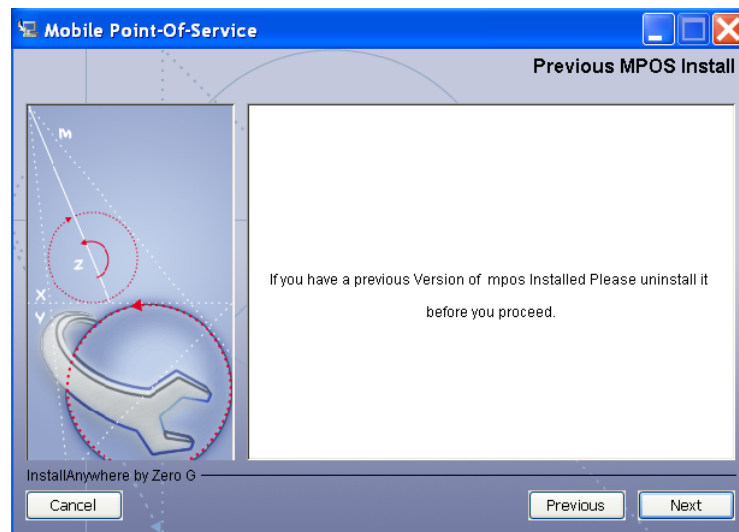 Mobile Point-Of-Service
Previous MPOS Install
m
z
X
Y
If you have a previous Version of mpos Installed Please uninstall it
before you proceed.
InstallAnywhere by Zero G
Cancel
Previous
Next